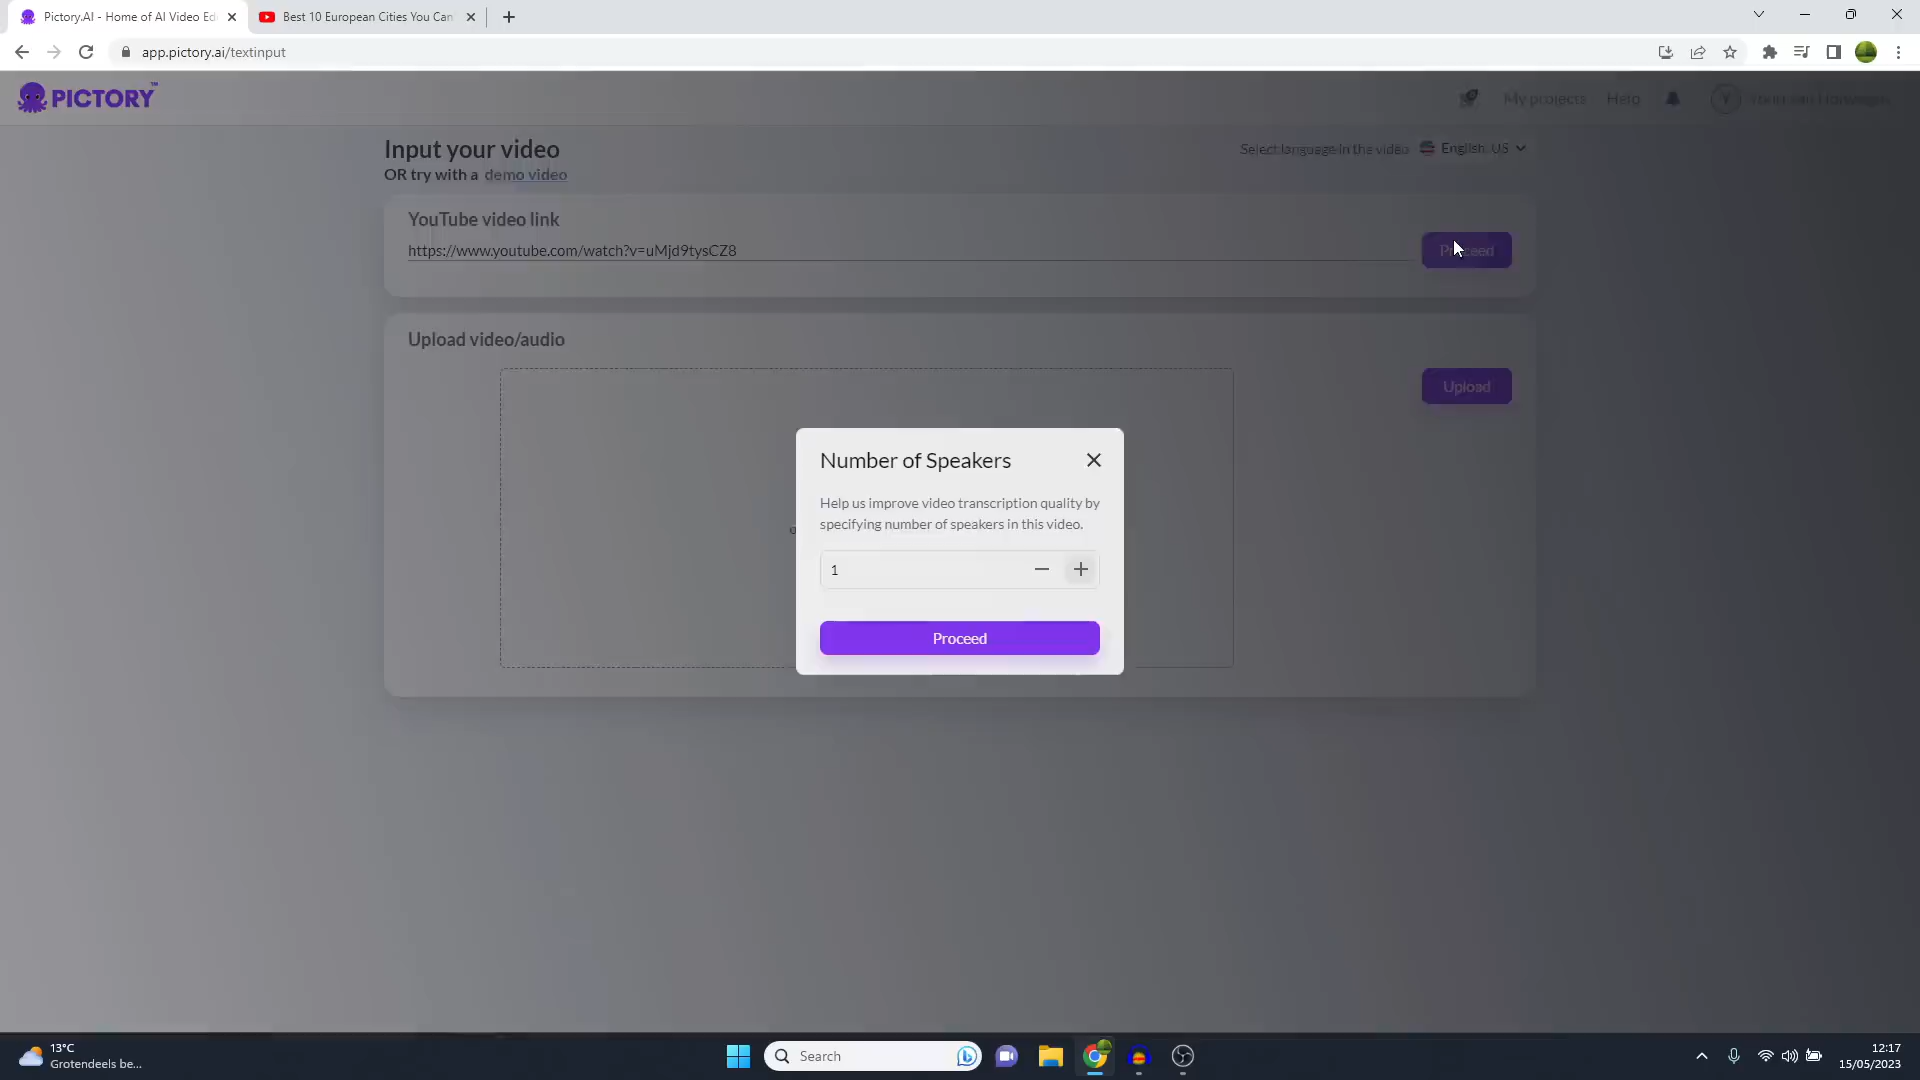 Pictory.AI - Home of AI Video Ed
Best 10 European Cities You Can
app.pictory.ai/textinput
PICTORY™
My projects
Help
Input your video
OR try with a demo video
Select language in the video
English, US
YouTube video link
https://www.youtube.com/watch?v=uMjd9tysCZ8
Proceed
Upload video/audio
Upload
Number of Speakers
Help us improve video transcription quality by
specifying number of speakers in this video.
1
Proceed
13°C
Grotendeels be...
Search
12:17
15/05/2023